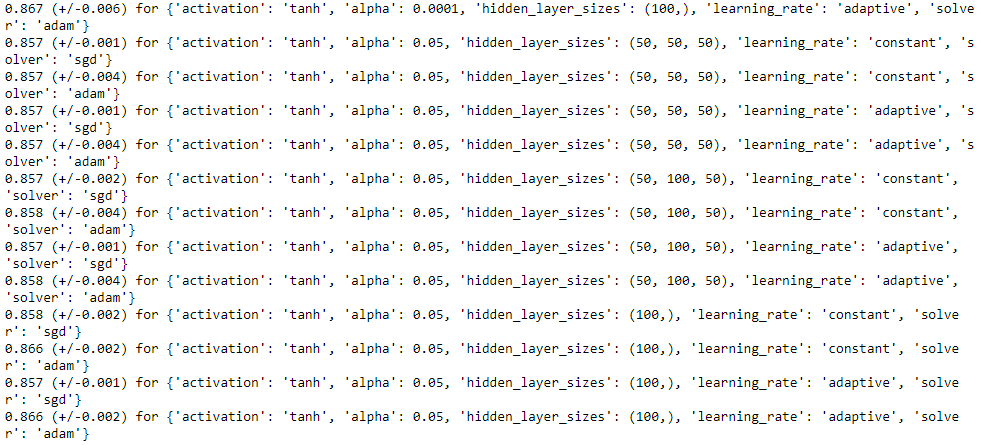 0.867 (+/-0.006) for {'activation': 'tanh', 'alpha': 0.0001, 'hidden_layer_sizes': (100,), 'learning_rate': 'adaptive', 'solve
r': 'adam'}
0.857 (+/-0.001) for {'activation': 'tanh', 'alpha': 0.05, 'hidden_layer_sizes': (50, 50, 50), 'learning_rate': 'constant', 's
olver': 'sgd'}
0.857 (+/-0.004) for {'activation': 'tanh', 'alpha': 0.05, 'hidden_layer_sizes': (50, 50, 50), 'learning_rate': 'constant', 's
olver': 'adam'}
0.857 (+/-0.001) for {'activation': 'tanh', 'alpha': 0.05, 'hidden_layer_sizes': (50, 50, 50), 'learning_rate': 'adaptive', 's
olver': 'sgd'}
0.857 (+/-0.004) for {'activation': 'tanh', 'alpha': 0.05, 'hidden_layer_sizes': (50, 50, 50), 'learning_rate': 'adaptive', 's
olver': 'adam'}
0.857 (+/-0.002) for {'activation': 'tanh', 'alpha': 0.05, 'hidden_layer_sizes': (50, 100, 50), 'learning_rate': 'constant',
'solver': 'sgd'}
0.858 (+/-0.004) for {'activation': 'tanh', 'alpha': 0.05, 'hidden_layer_sizes': (50, 100, 50), 'learning_rate': 'constant',
'solver': 'adam'}
0.857 (+/-0.001) for {'activation': 'tanh', 'alpha': 0.05, 'hidden_layer_sizes': (50, 100, 50), 'learning_rate': 'adaptive',
'solver': 'sgd'}
0.858 (+/-0.004) for {'activation': 'tanh', 'alpha': 0.05, 'hidden_layer_sizes': (50, 100, 50), 'learning_rate': 'adaptive',
'solver': 'adam'}
0.858 (+/-0.002) for {'activation': 'tanh', 'alpha': 0.05, 'hidden_layer_sizes': (100,), 'learning_rate': 'constant', 'solve
r': 'sgd'}
0.866 (+/-0.002) for {'activation': 'tanh', 'alpha': 0.05, 'hidden_layer_sizes': (100,), 'learning_rate': 'constant', 'solve
r': 'adam'}
0.857 (+/-0.001) for {'activation': 'tanh', 'alpha': 0.05, 'hidden_layer_sizes': (100,), 'learning_rate': 'adaptive', 'solve
r': 'sgd'}
0.866 (+/-0.002) for {'activation': 'tanh', 'alpha': 0.05, 'hidden_layer_sizes': (100,), 'learning_rate': 'adaptive', 'solve
r': 'adam'}